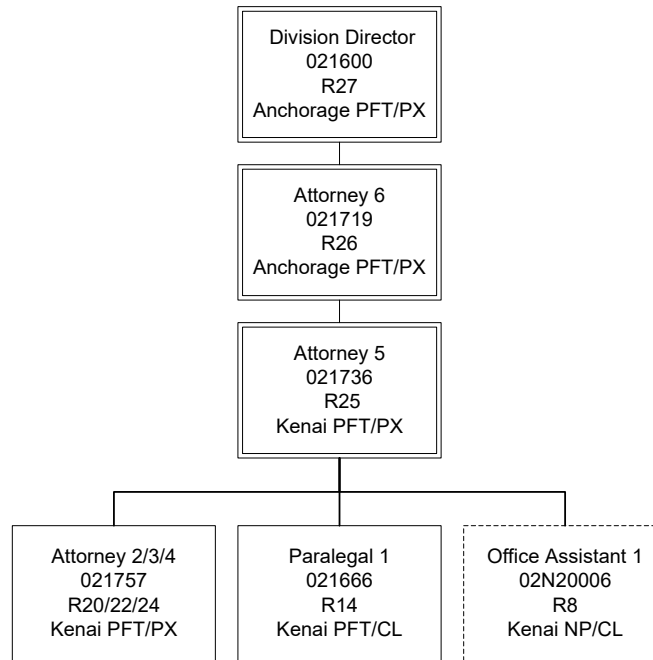 Division Director
021600
R27
Anchorage PFT/PX
Attorney 6
021719
R26
Anchorage PFT/PX
Attorney 5
021736
R25
Kenai PFT/PX
Attorney 2/3/4
021757
R20/22/24
Kenai PFT/PX
Paralegal 1
021666
R14
Kenai PFT/CL
Office Assistant 1
02N20006
R8
Kenai NP/CL